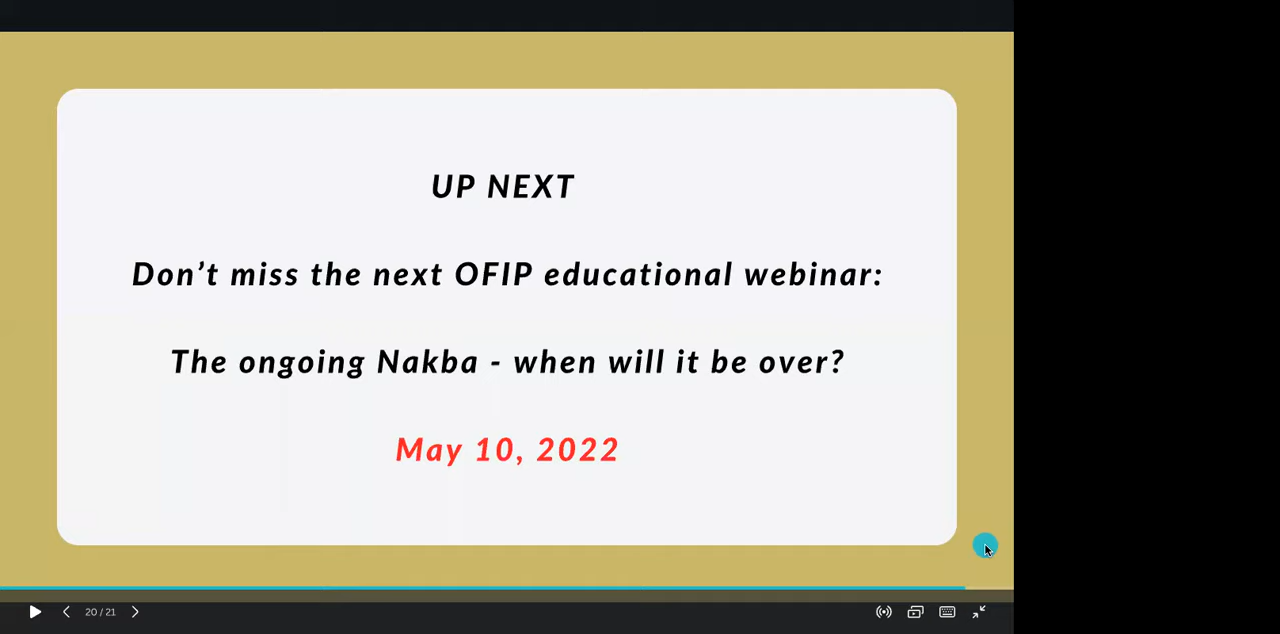 UP NEXT
Don’t miss the next OFIP educational webinar:
The ongoing Nakba - when will it be over?
May 10, 2022
20 / 21